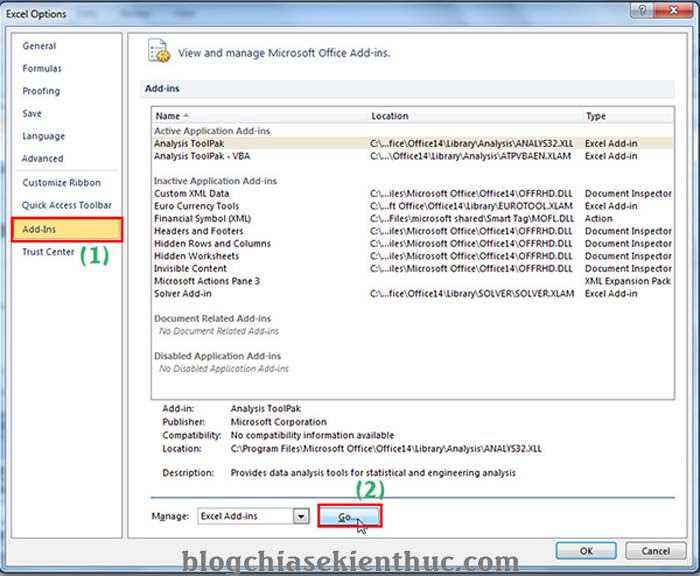 Excel Options
General
Formulas
Proofing
Save
Language
Advanced
Customize Ribbon
Quick Access Toolbar
Add-Ins
(1)
Trust Center
View and manage Microsoft Office Add-ins.
Add-ins
Name Location Type
Active Application Add-ins
Analysis ToolPak C:\...fice\Office14\Library\Analysis\ANALYS32.XLL Excel Add-in
Analysis ToolPak - VBA C:\...\Office14\Library\Analysis\ATPVBAEN.XLAM Excel Add-in
Inactive Application Add-ins
Custom XML Data C:\...iles\Microsoft Office\Office14\OFFRHD.DLL Document Inspector
Euro Currency Tools C:\...ft Office\Office14\Library\EUROTOOL.XLAM Excel Add-in
Financial Symbol (XML) C:\...Files\microsoft shared\Smart Tag\MOFL.DLL Action
Headers and Footers C:\...iles\Microsoft Office\Office14\OFFRHD.DLL Document Inspector
Hidden Rows and Columns C:\...iles\Microsoft Office\Office14\OFFRHD.DLL Document Inspector
Hidden Worksheets C:\...iles\Microsoft Office\Office14\OFFRHD.DLL Document Inspector
Invisible Content C:\...iles\Microsoft Office\Office14\OFFRHD.DLL Document Inspector
Microsoft Actions Pane 3 XML Expansion Pack
Solver Add-in C:\...fice\Office14\Library\SOLVER\SOLVER.XLAM Excel Add-in
Document Related Add-ins
No Document Related Add-ins
Disabled Application Add-ins
No Disabled Application Add-ins
Add-in: Analysis ToolPak
Publisher: Microsoft Corporation
Compatibility: No compatibility information available
Location: C:\Program Files\Microsoft Office\Office14\Library\Analysis\ANALYS32.XLL
Description: Provides data analysis tools for statistical and engineering analysis
(2)
Manage: Excel Add-ins Go...
OK Cancel
blogchiasekienthuc.com